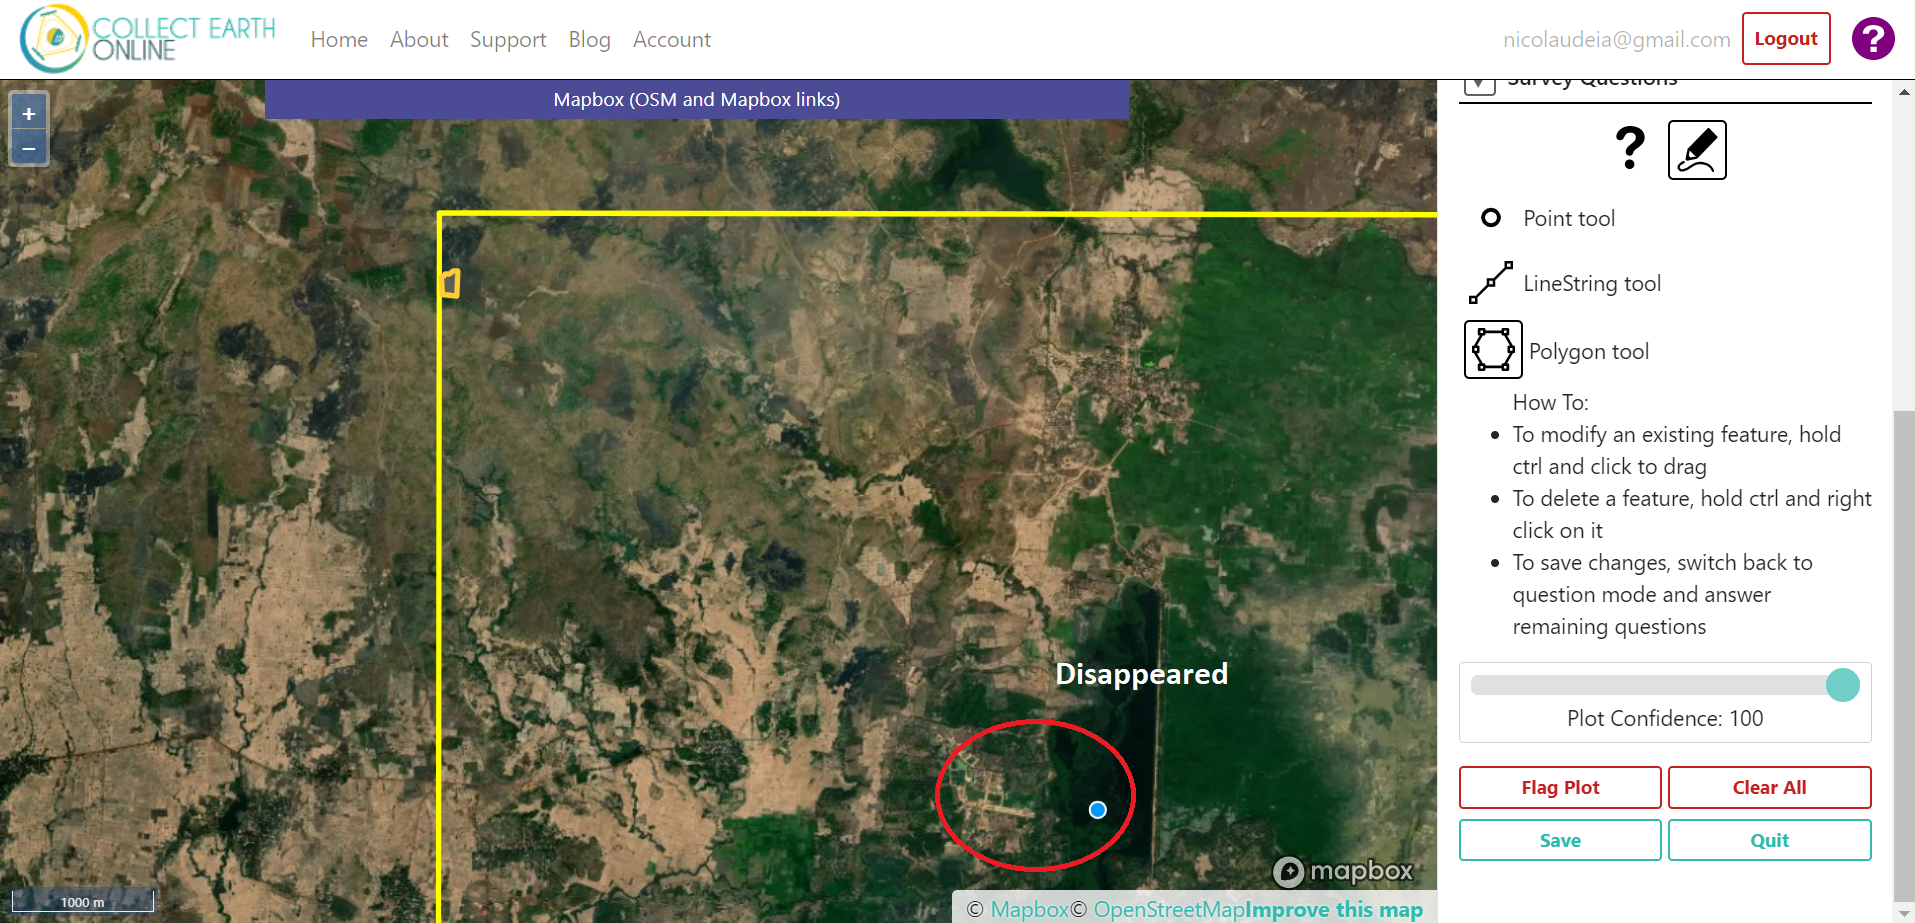 COLLECT EARTH
ONLINE
Home About Support Blog Account
nicolaudeia@gmail.com Logout ?
Mapbox (OSM and Mapbox links)
+
−
Survey Questions
?
Point tool
LineString tool
Polygon tool
How To:
• To modify an existing feature, hold
ctrl and click to drag
• To delete a feature, hold ctrl and right
click on it
• To save changes, switch back to
question mode and answer
remaining questions
Disappeared
Plot Confidence: 100
Flag Plot Clear All
Save Quit
mapbox
1000 m
© Mapbox© OpenStreetMapImprove this map